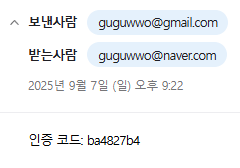 보낸사람 guguwwo@gmail.com
받는사람 guguwwo@naver.com
2025년 9월 7일 (일) 오후 9:22
인증 코드: ba4827b4